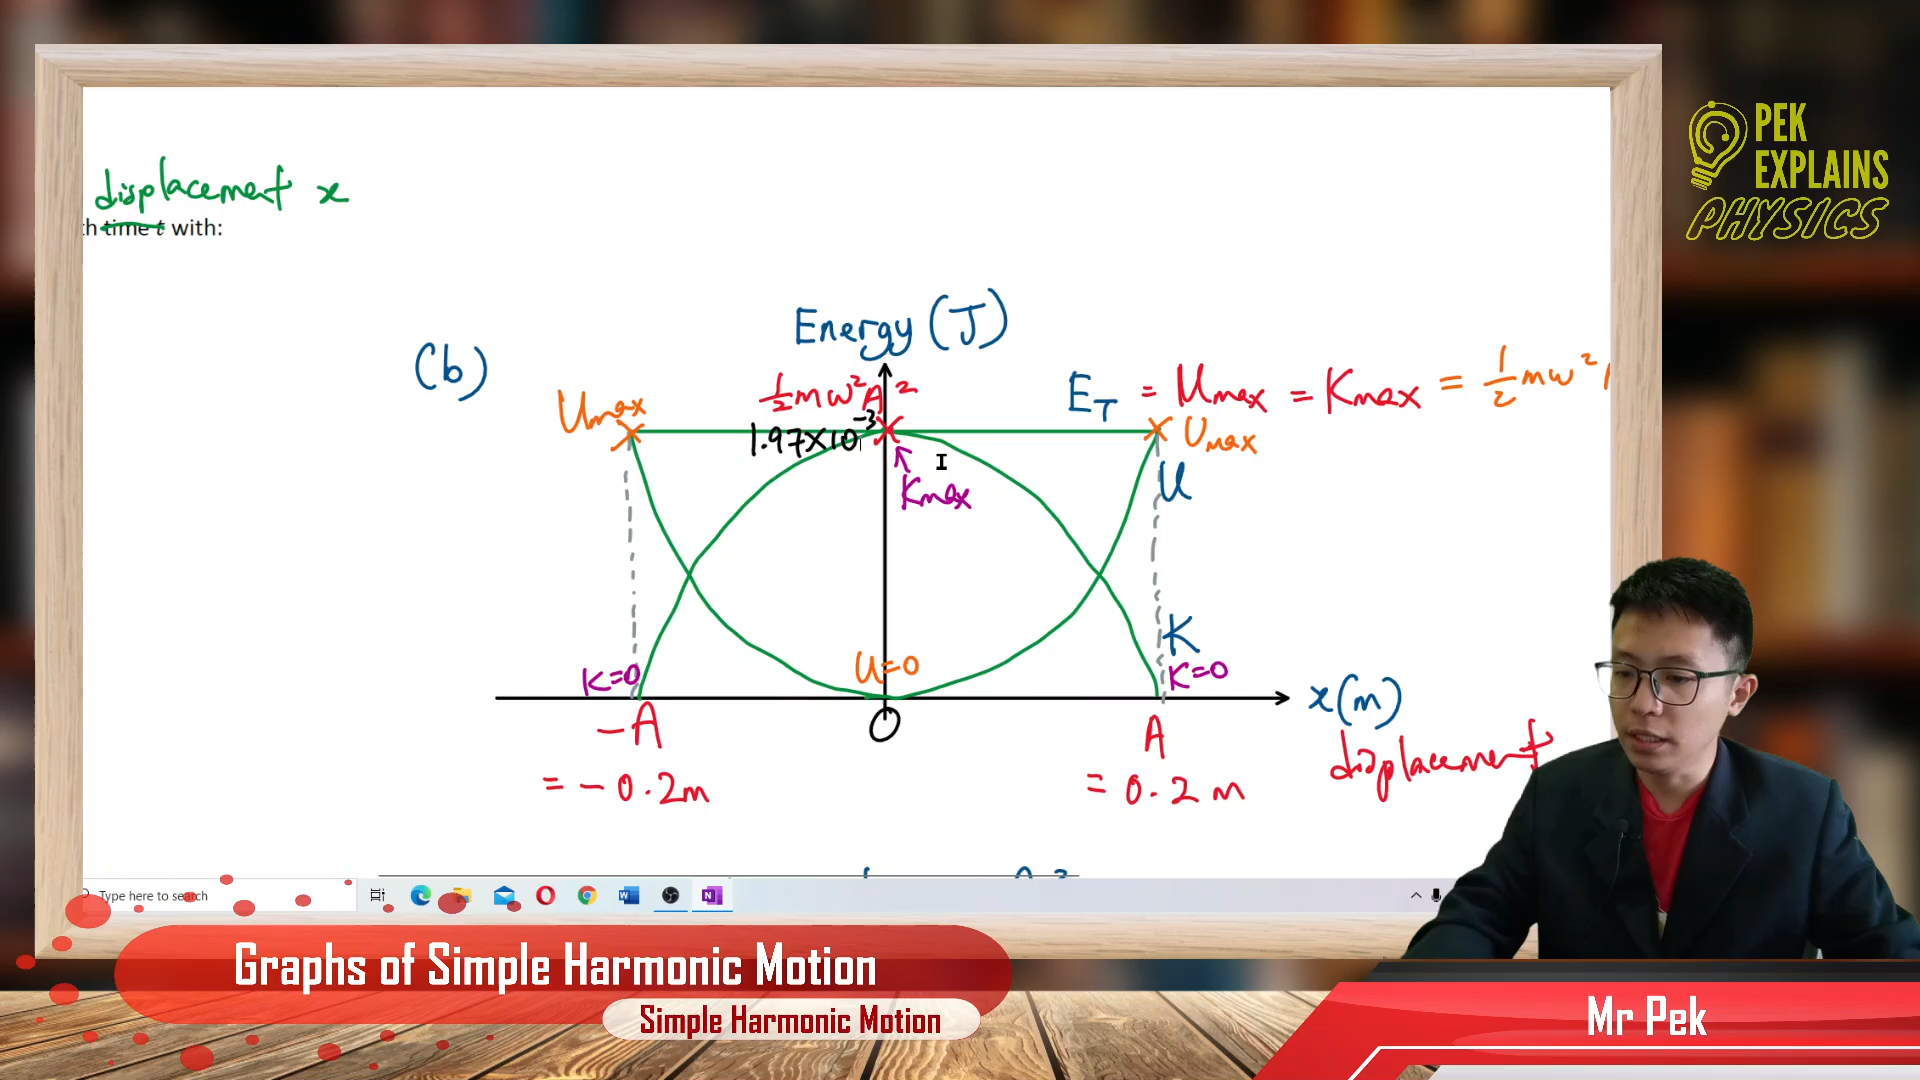 PEK
EXPLAINS
PHYSICS
displacement x
th time t with:
Energy (J)
(b)
½mω²A²
E_T = Umax = Kmax = ½mω²
Umax
1.97×10⁻³
Umax
Kmax
U
K
U=0
K=0
K=0
x(m)
-A
O
A
displacement
= -0.2m
= 0.2 m
Type here to search
Graphs of Simple Harmonic Motion
Simple Harmonic Motion
Mr Pek